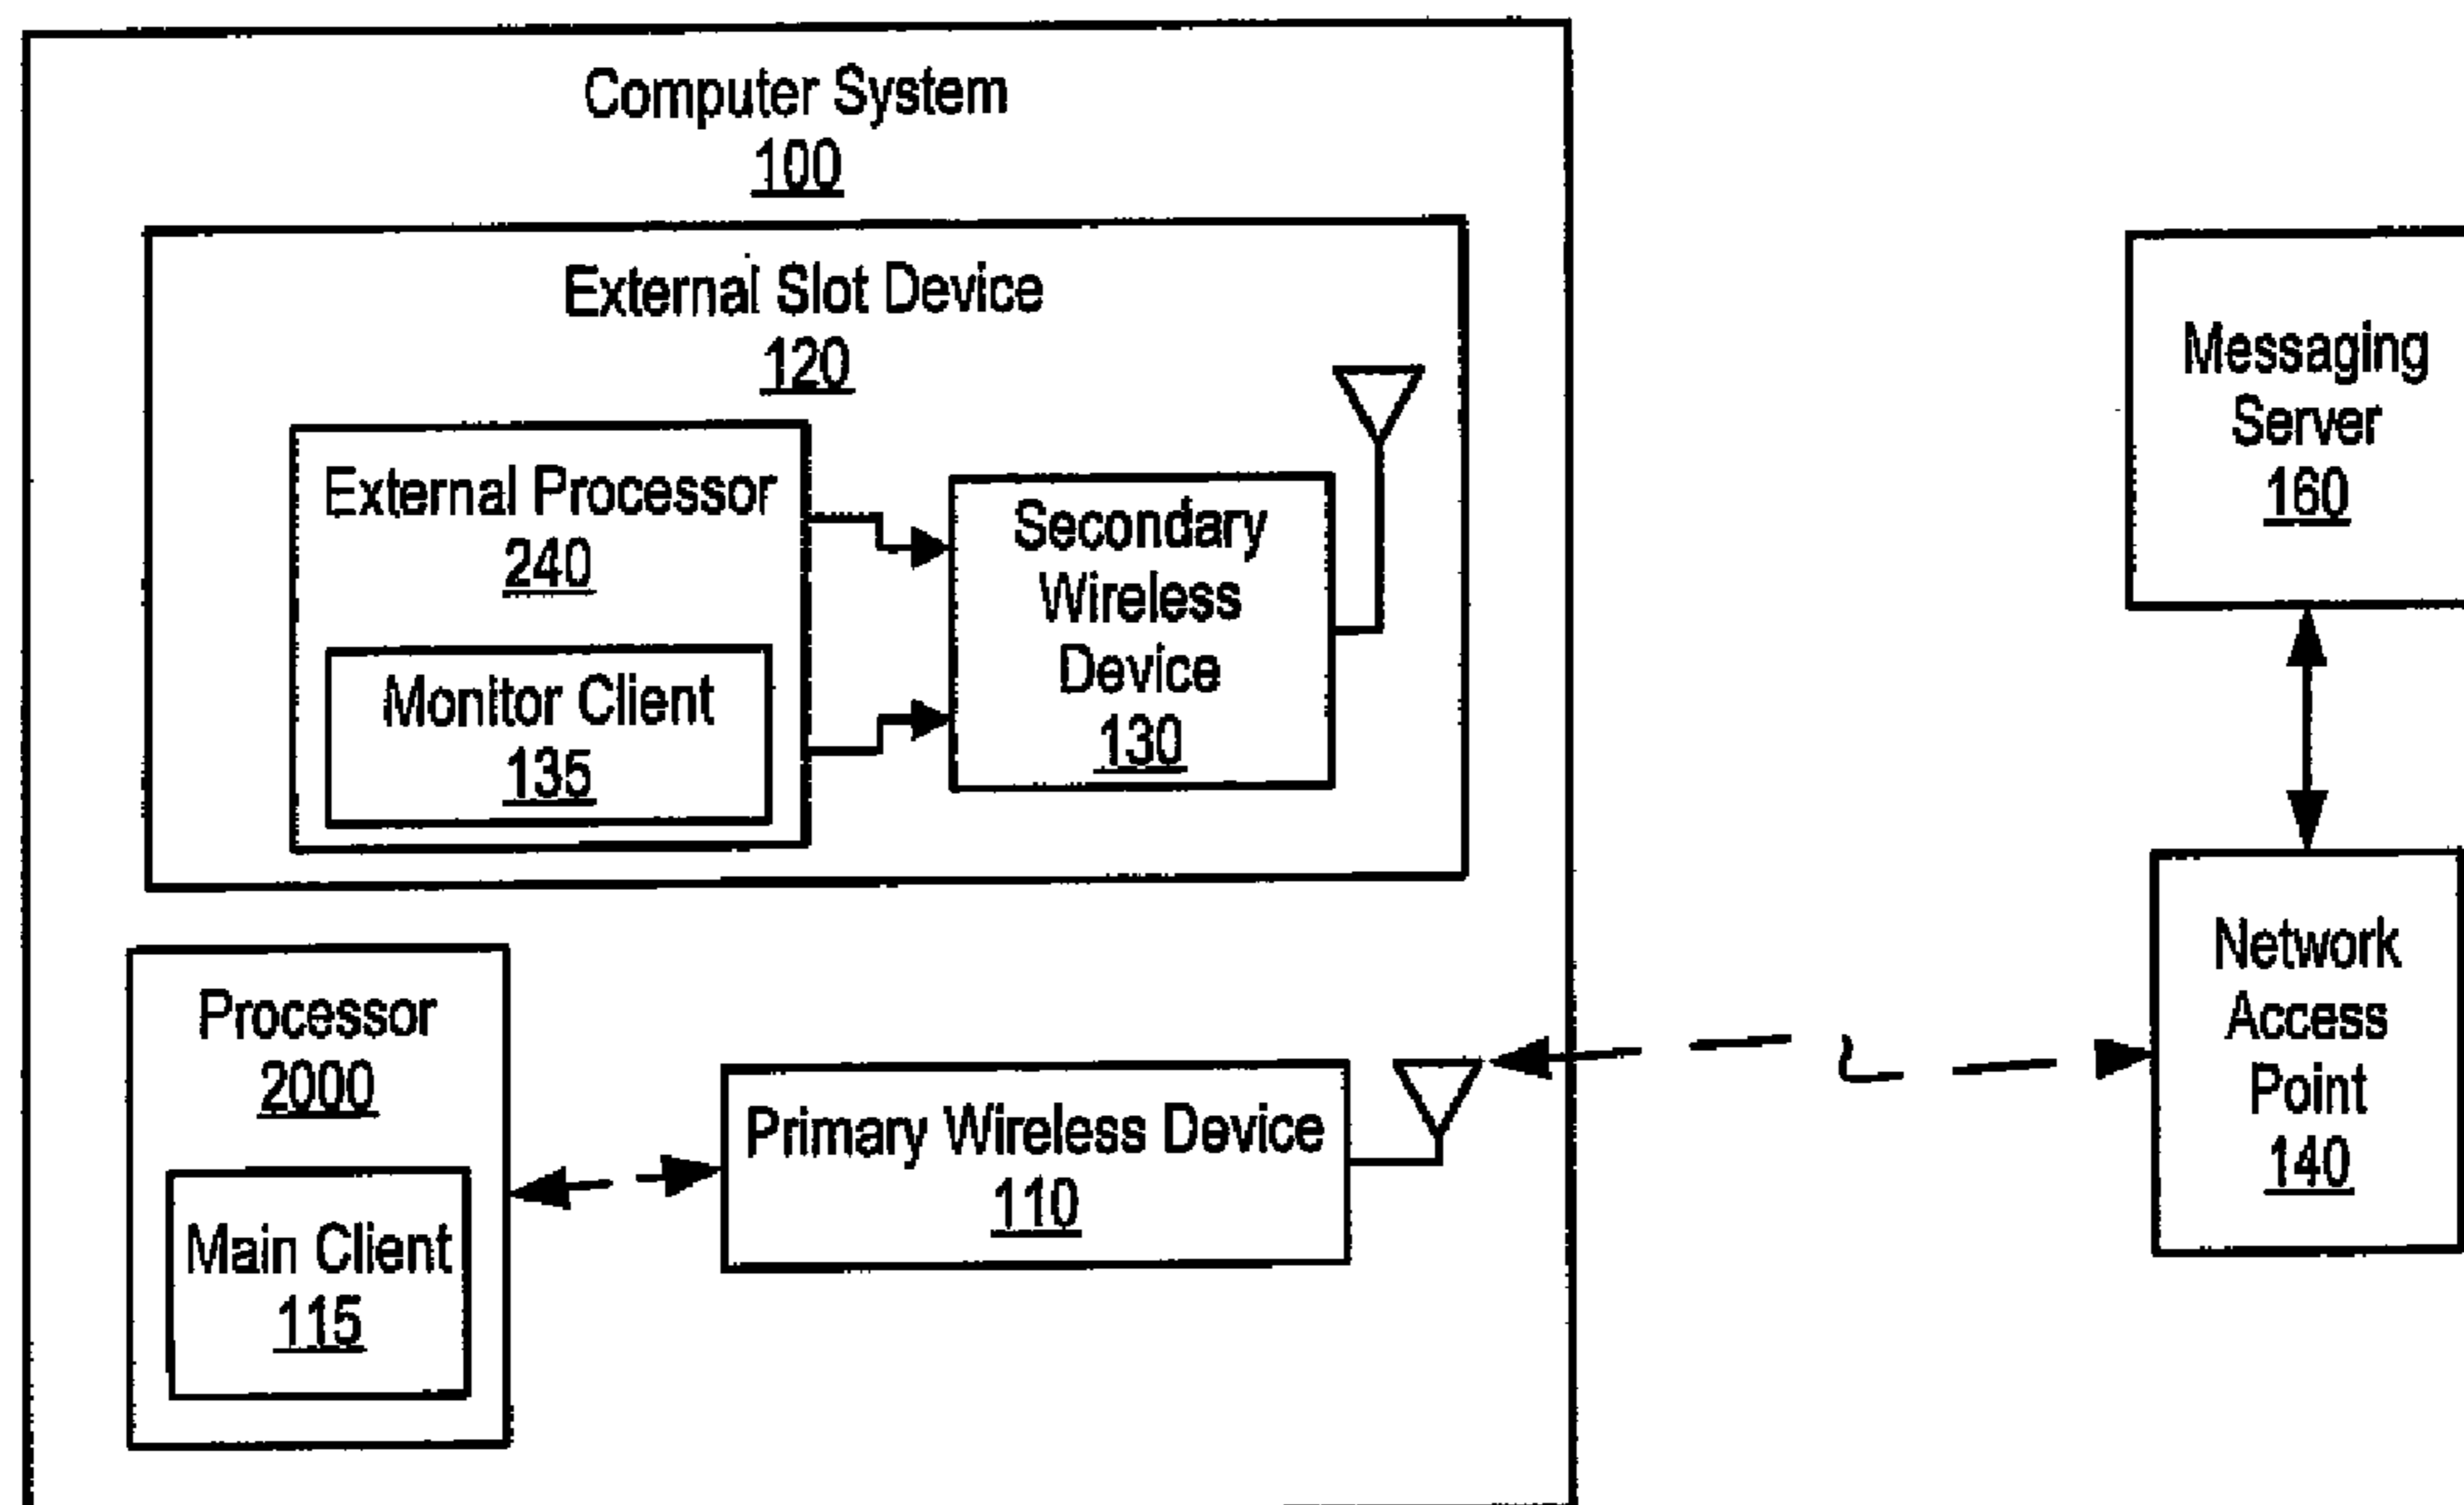 Computer System
100
External Slot Device
120
External Processor
240
Monitor Client
135
Secondary
Wireless
Device
130
Processor
2000
Main Client
115
Primary Wireless Device
110
Messaging
Server
160
Network
Access
Point
140